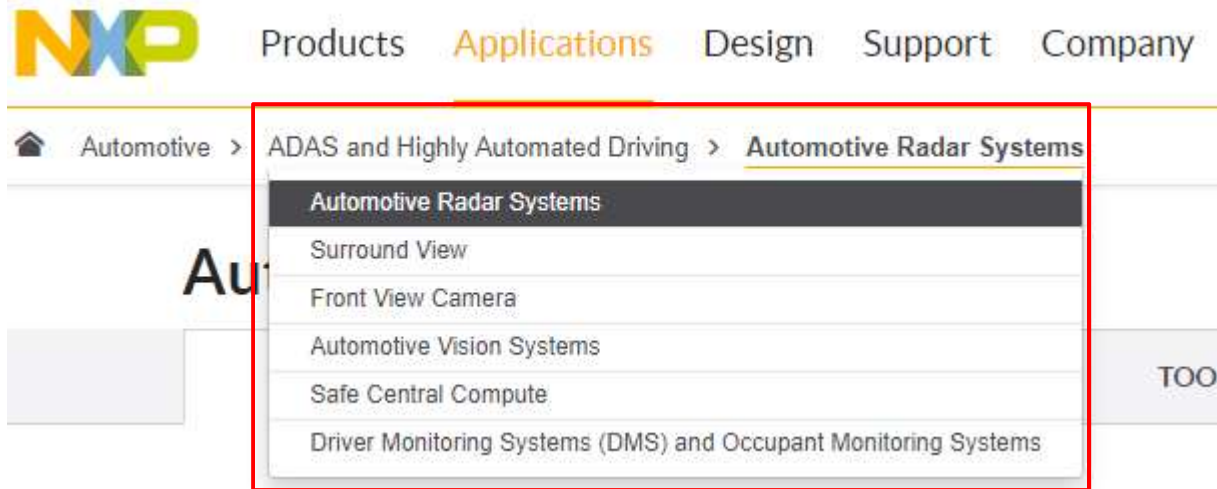 NXP Products Applications Design Support Company
Automotive > ADAS and Highly Automated Driving > Automotive Radar Systems
Automotive Radar Systems
Surround View
Au
Front View Camera
Automotive Vision Systems
TOO
Safe Central Compute
Driver Monitoring Systems (DMS) and Occupant Monitoring Systems